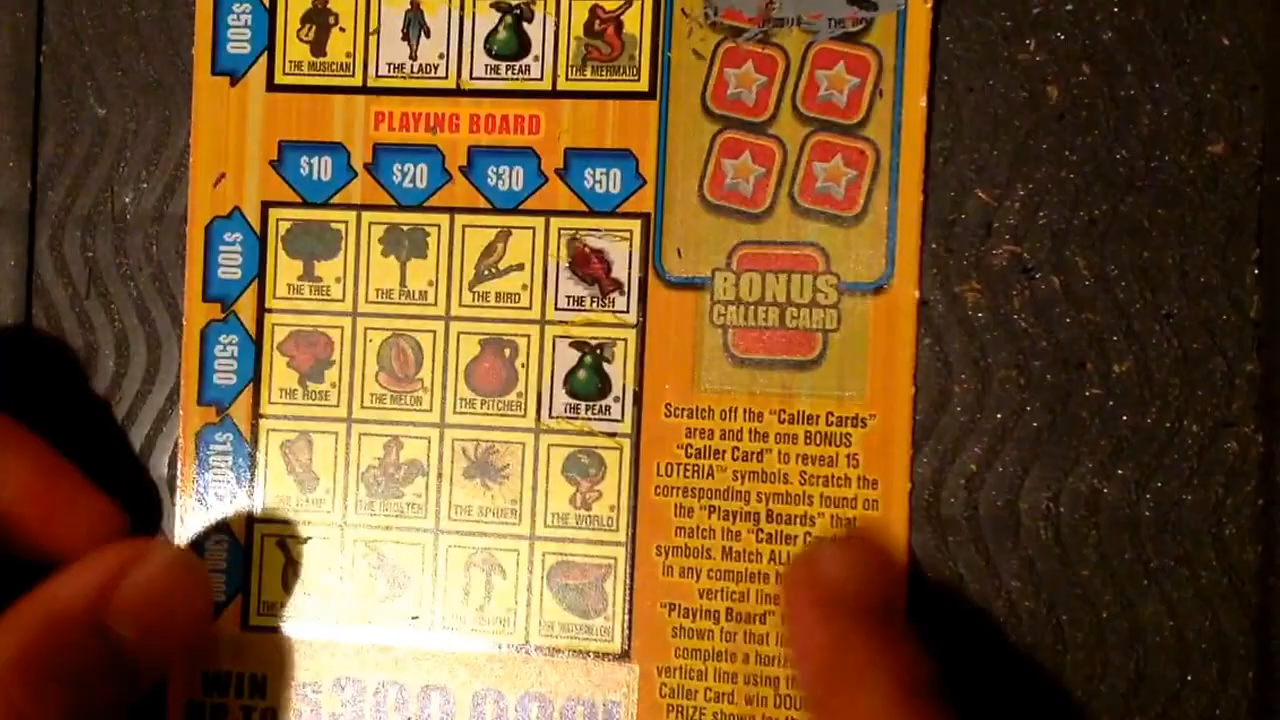 $500
THE MUSICIAN THE LADY THE PEAR THE MERMAID
PLAYING BOARD
$10 $20 $30 $50
$100
THE TREE THE PALM THE BIRD THE FISH
$500
THE ROSE THE MELON THE PITCHER THE PEAR
THE ROOSTER THE SPIDER THE WORLD
THE WATERMELON
BONUS
CALLER CARD
Scratch off the "Caller Cards"
area and the one BONUS
"Caller Card" to reveal 15
LOTERIA™ symbols. Scratch the
corresponding symbols found on
the "Playing Boards" that
match the "Caller
symbols. Match ALL
in any complete
vertical line
"Playing Board"
shown for that
complete a
vertical line using
Caller Card, win
PRIZE shown
WIN
UP TO